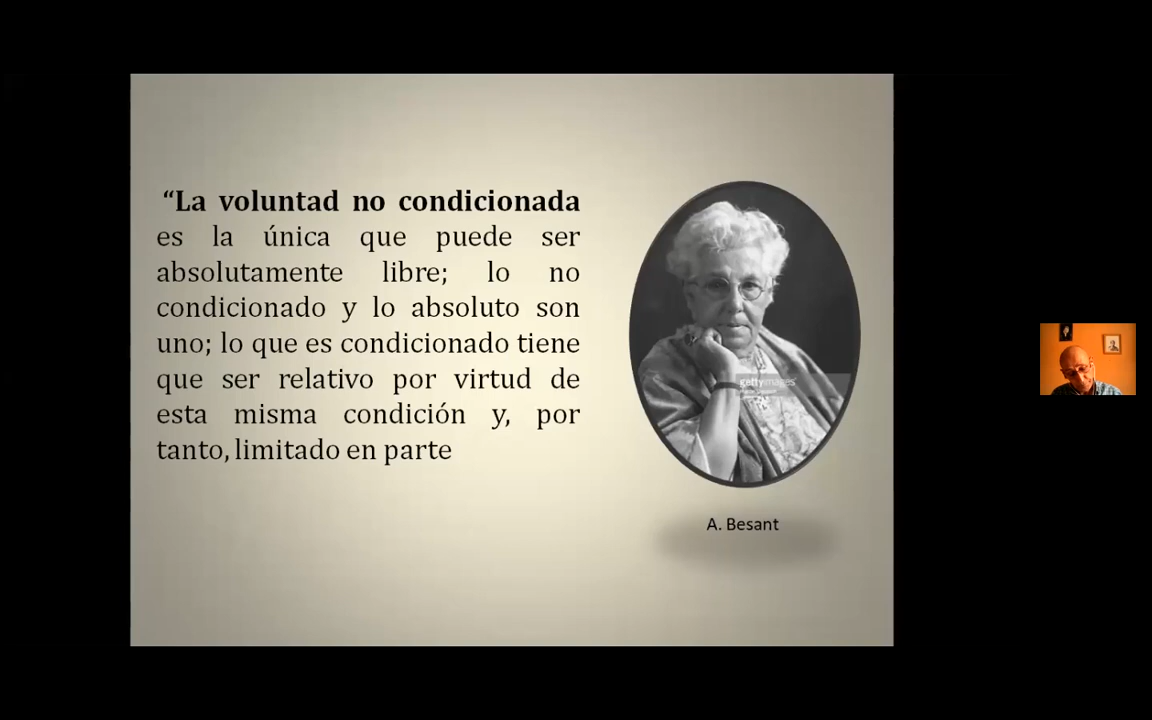 “La voluntad no condicionada
es la única que puede ser
absolutamente libre; lo no
condicionado y lo absoluto son
uno; lo que es condicionado tiene
que ser relativo por virtud de
esta misma condición y, por
tanto, limitado en parte
gettyimages
A. Besant